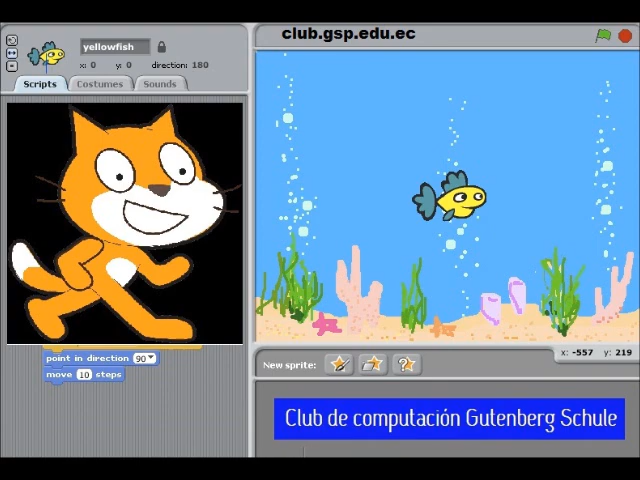 club.gsp.edu.ec
yellowfish
x: 0 y: 0 direction: 180
Scripts Costumes Sounds
point in direction 90
move 10 steps
x: -557 y: 219
New sprite:
Club de computación Gutenberg Schule